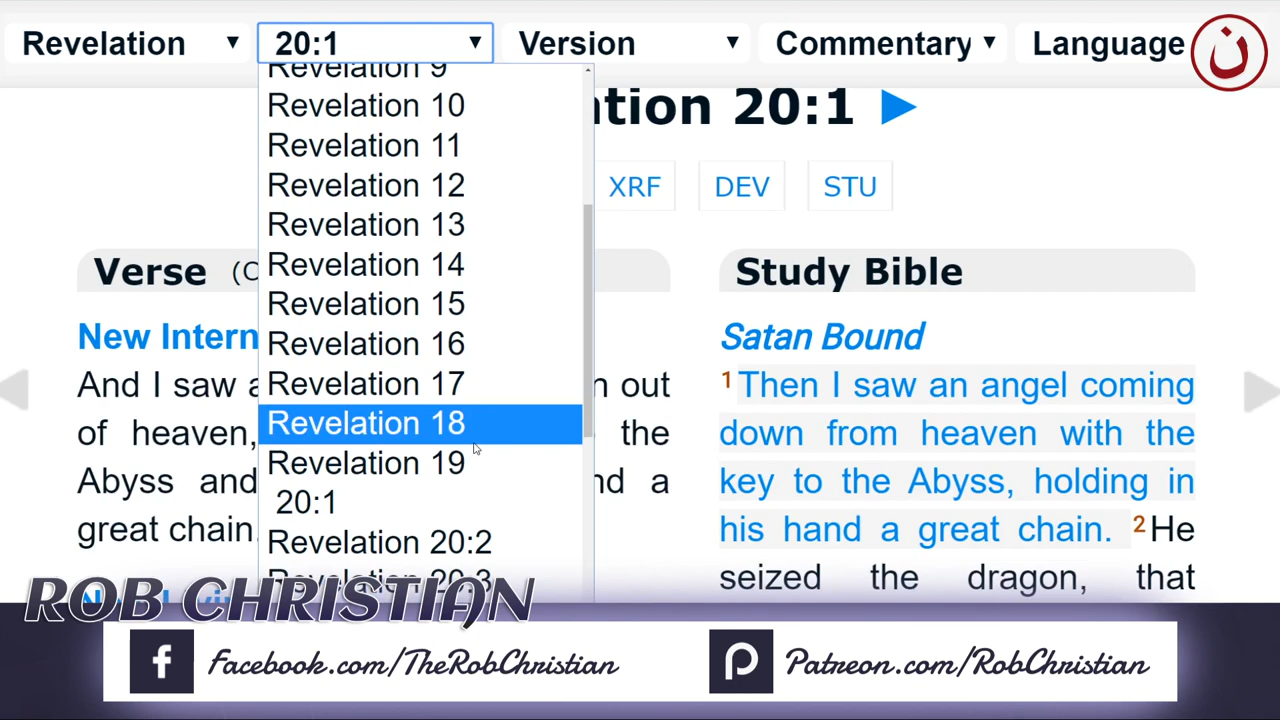 Revelation 20:1 Version Commentary Language ن
Revelation 9
Revelation 10
Revelation 11
Revelation 12
Revelation 13
Revelation 14
Revelation 15
Revelation 16
Revelation 17
Revelation 18
Revelation 19
20:1
Revelation 20:2
Revelation 20:3
ation 20:1
XRF DEV STU
Verse (C
New Intern
And I saw a n out
of heaven, the
Abyss and nd a
great chain.
Study Bible
Satan Bound
1 Then I saw an angel coming
down from heaven with the
key to the Abyss, holding in
his hand a great chain. 2 He
seized the dragon, that
ROB CHRISTIAN
f Facebook.com/TheRobChristian
Patreon.com/RobChristian